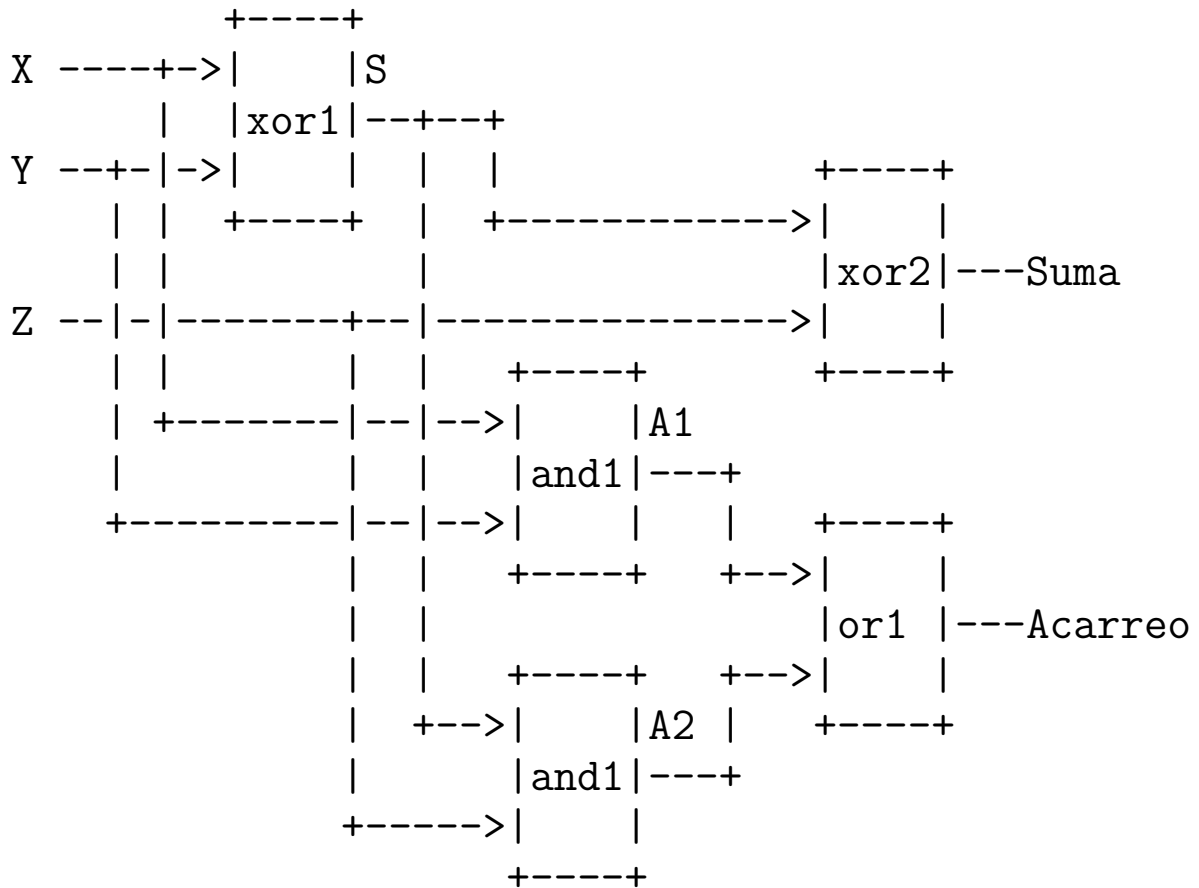 X S
xor1
Y
xor2 Suma
Z
A1
and1
or1 Acarreo
A2
and1